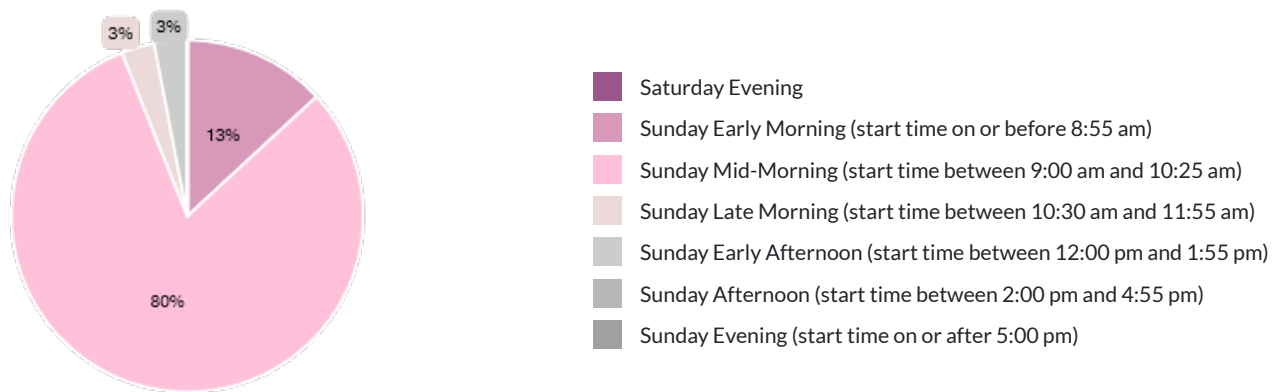 3%
3%
13%
80%
Saturday Evening
Sunday Early Morning (start time on or before 8:55 am)
Sunday Mid-Morning (start time between 9:00 am and 10:25 am)
Sunday Late Morning (start time between 10:30 am and 11:55 am)
Sunday Early Afternoon (start time between 12:00 pm and 1:55 pm)
Sunday Afternoon (start time between 2:00 pm and 4:55 pm)
Sunday Evening (start time on or after 5:00 pm)